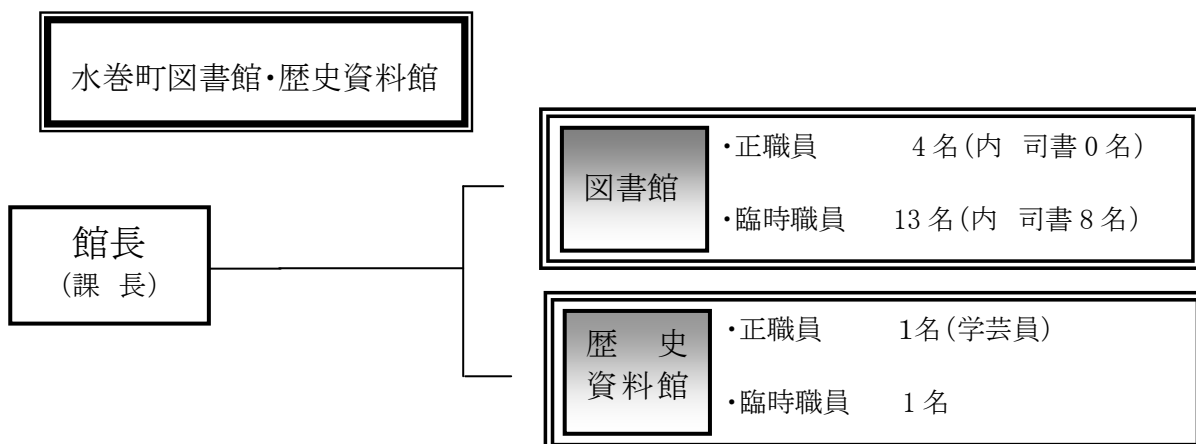 水巻町図書館・歴史資料館
館長
(課 長)
図書館
・正職員 4名(内 司書0名)
・臨時職員 13名(内 司書8名)
歴 史
資料館
・正職員 1名(学芸員)
・臨時職員 1名